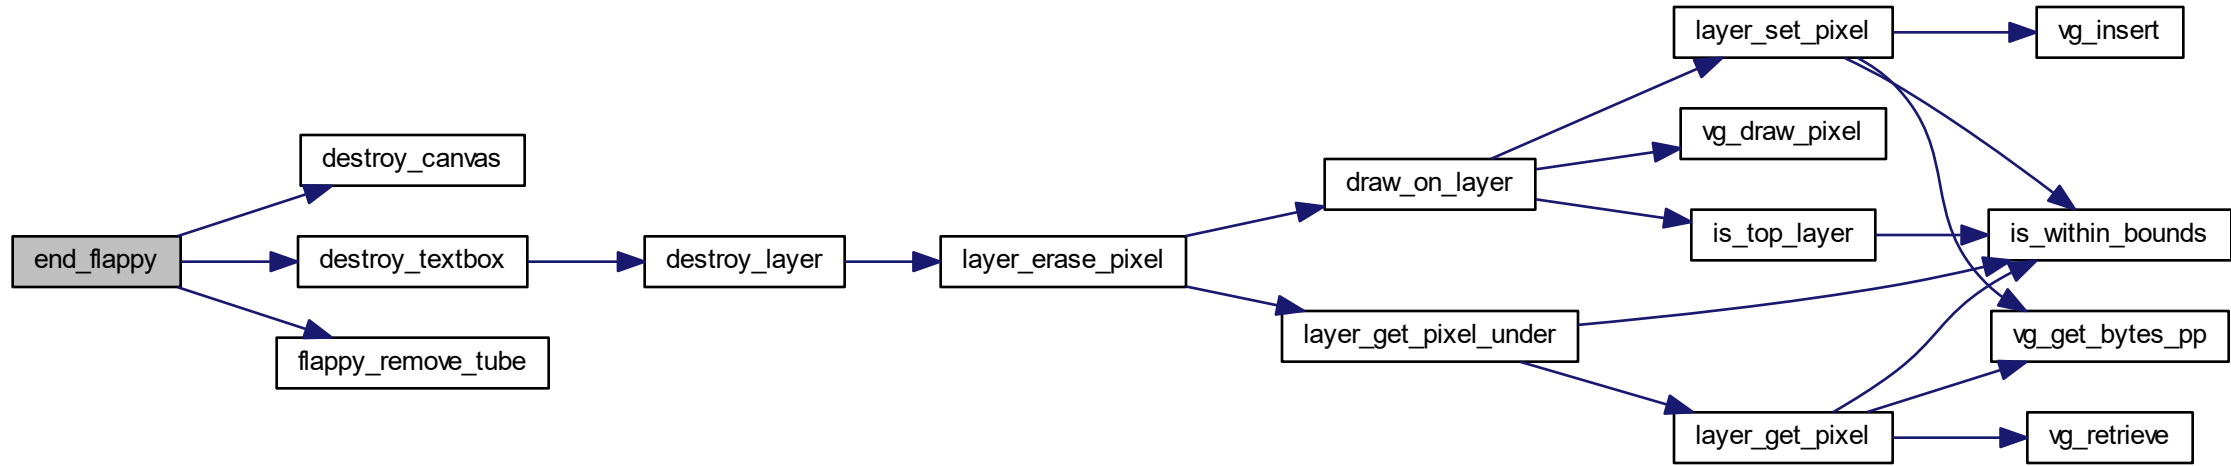 end_flappy
destroy_canvas
destroy_textbox
flappy_remove_tube
destroy_layer
layer_erase_pixel
draw_on_layer
layer_get_pixel_under
layer_set_pixel
vg_draw_pixel
is_top_layer
layer_get_pixel
vg_insert
is_within_bounds
vg_get_bytes_pp
vg_retrieve